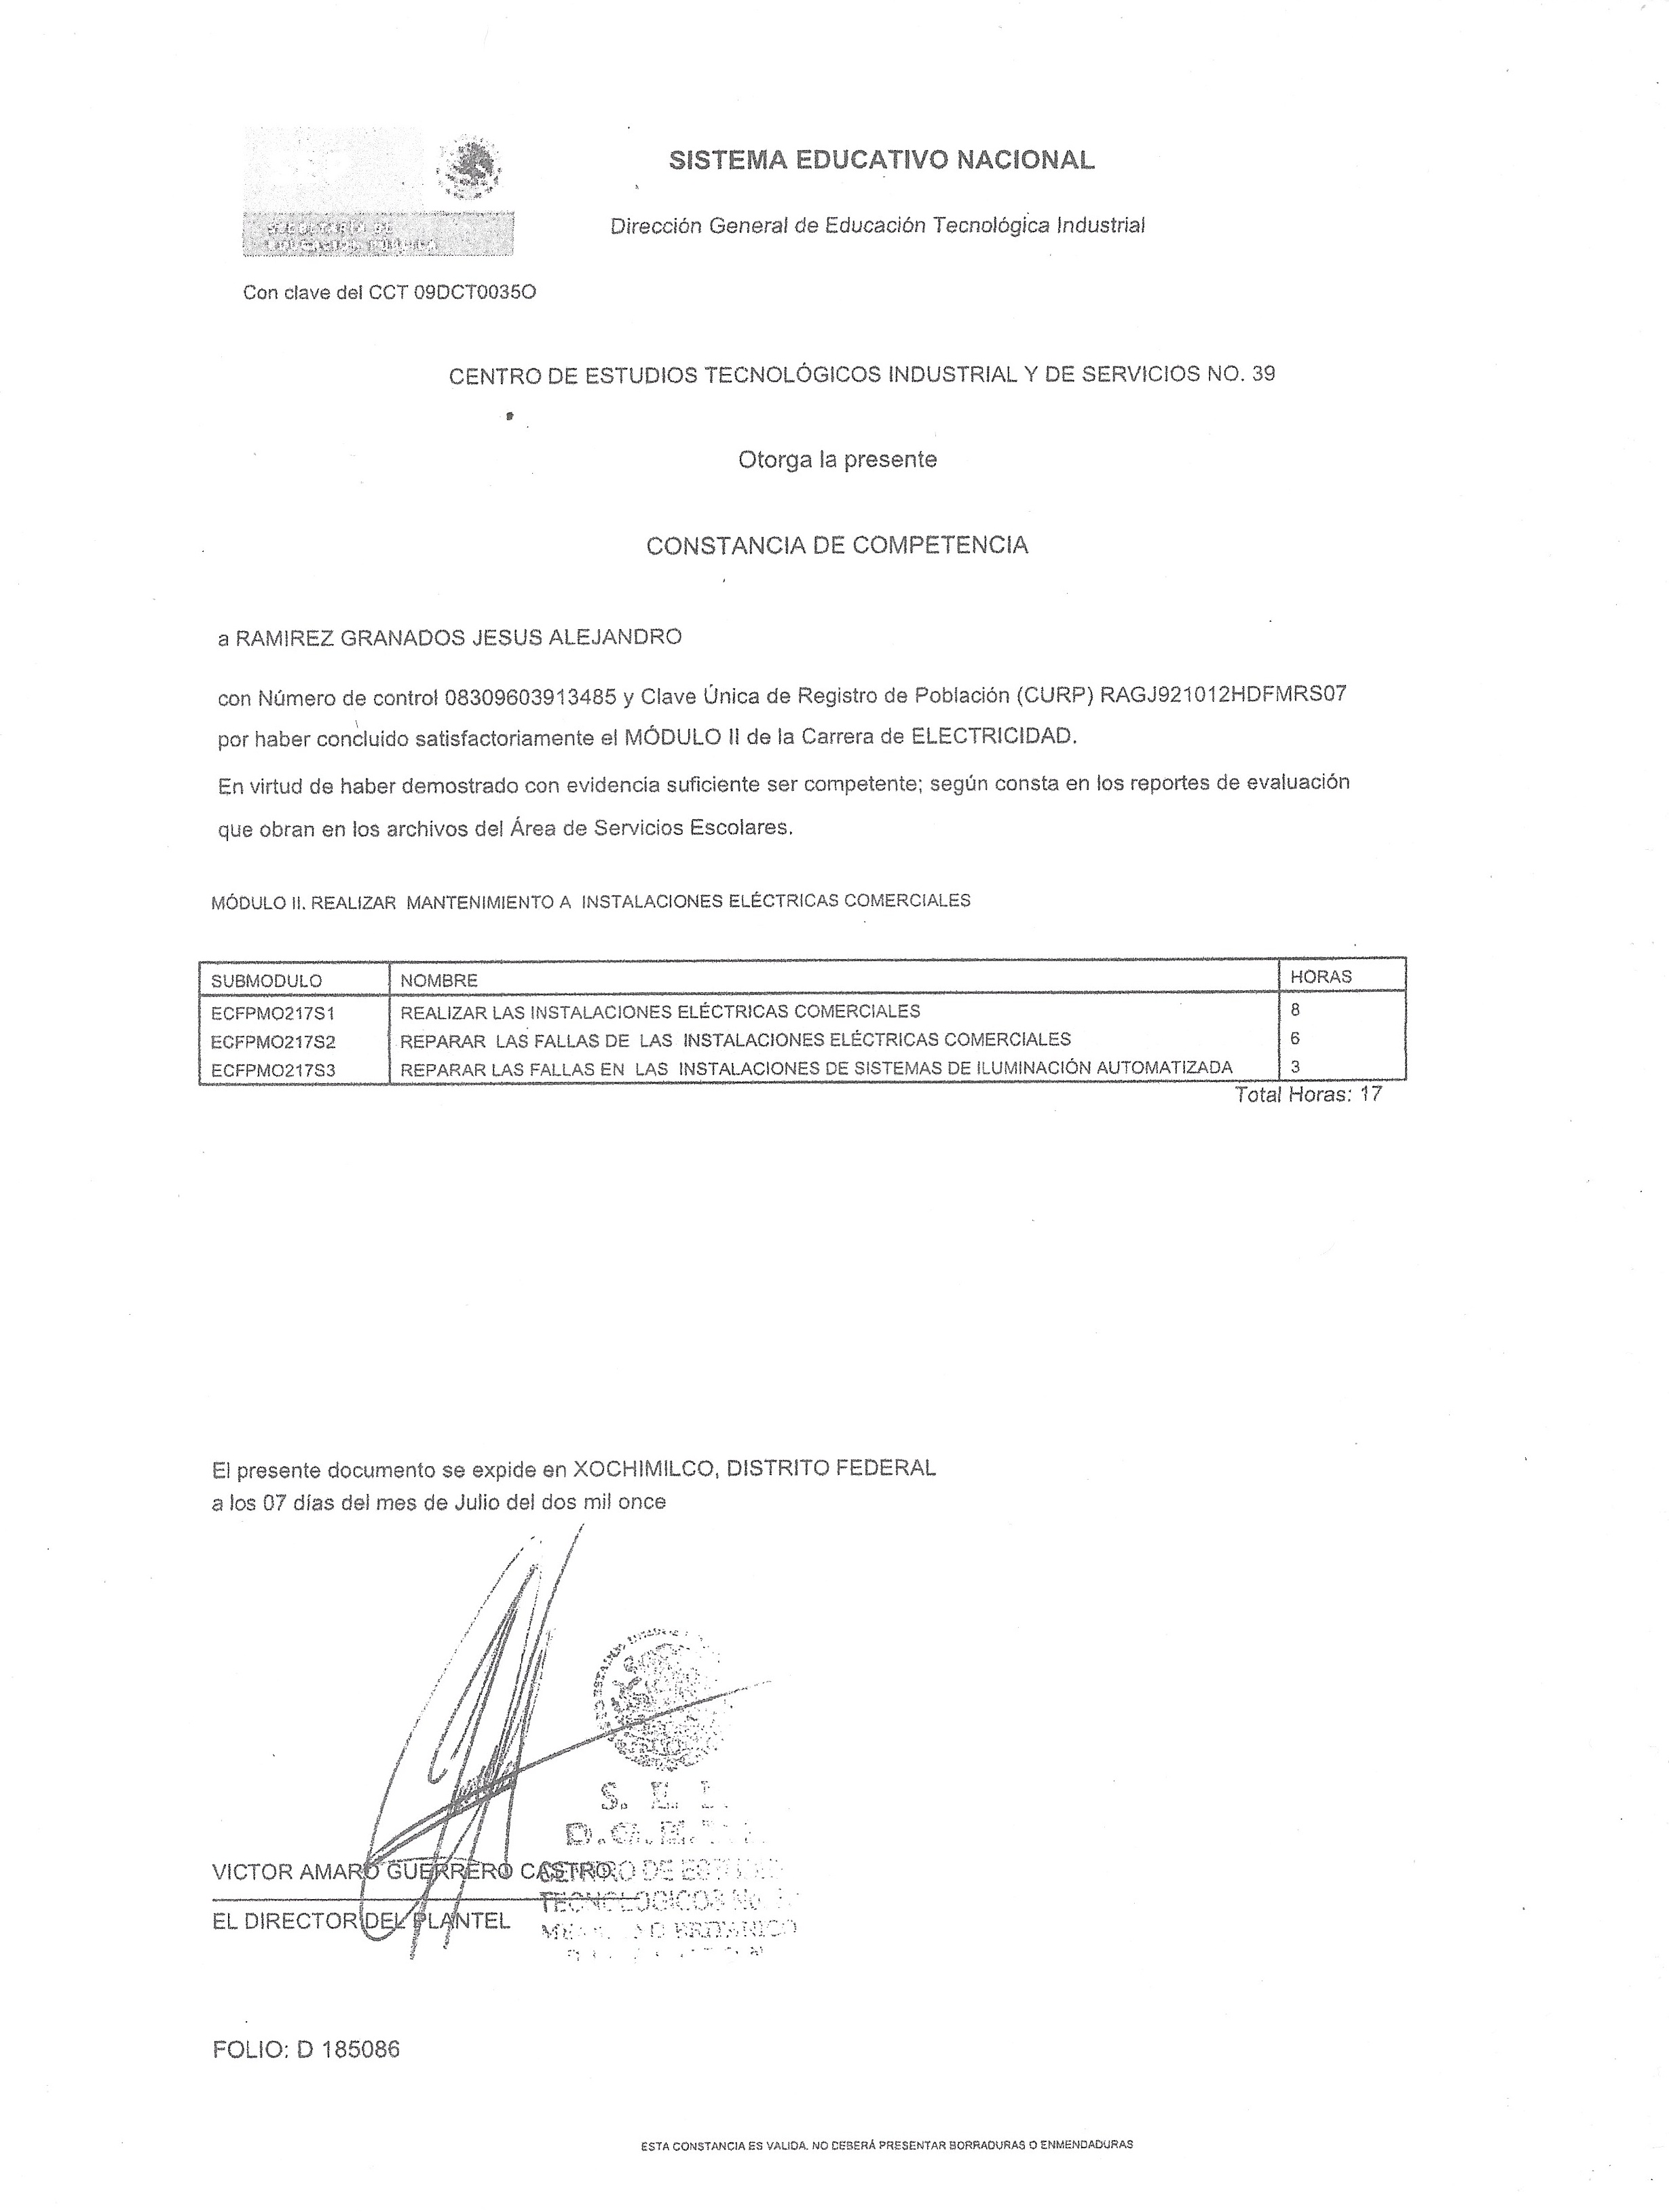 SISTEMA EDUCATIVO NACIONAL
Dirección General de Educación Tecnológica Industrial
SECRETARÍA DE
EDUCACIÓN PÚBLICA
Con clave del CCT 09DCT0035O
CENTRO DE ESTUDIOS TECNOLÓGICOS INDUSTRIAL Y DE SERVICIOS NO. 39
Otorga la presente
CONSTANCIA DE COMPETENCIA
a RAMIREZ GRANADOS JESUS ALEJANDRO
con Número de control 08309603913485 y Clave Única de Registro de Población (CURP) RAGJ921012HDFMRS07
por haber concluido satisfactoriamente el MÓDULO II de la Carrera de ELECTRICIDAD.
En virtud de haber demostrado con evidencia suficiente ser competente; según consta en los reportes de evaluación
que obran en los archivos del Área de Servicios Escolares.
MÓDULO II. REALIZAR MANTENIMIENTO A INSTALACIONES ELÉCTRICAS COMERCIALES
SUBMODULO NOMBRE HORAS
ECFPMO217S1 REALIZAR LAS INSTALACIONES ELÉCTRICAS COMERCIALES 8
ECFPMO217S2 REPARAR LAS FALLAS DE LAS INSTALACIONES ELÉCTRICAS COMERCIALES 6
ECFPMO217S3 REPARAR LAS FALLAS EN LAS INSTALACIONES DE SISTEMAS DE ILUMINACIÓN AUTOMATIZADA 3
Total Horas: 17
El presente documento se expide en XOCHIMILCO, DISTRITO FEDERAL
a los 07 días del mes de Julio del dos mil once
S. E.
VICTOR AMARO GUERRERO CASTRO
TECNOLOGICOS No.
EL DIRECTOR DEL PLANTEL
BRITANICO
FOLIO: D 185086
ESTA CONSTANCIA ES VALIDA. NO DEBERÁ PRESENTAR BORRADURAS O ENMENDADURAS